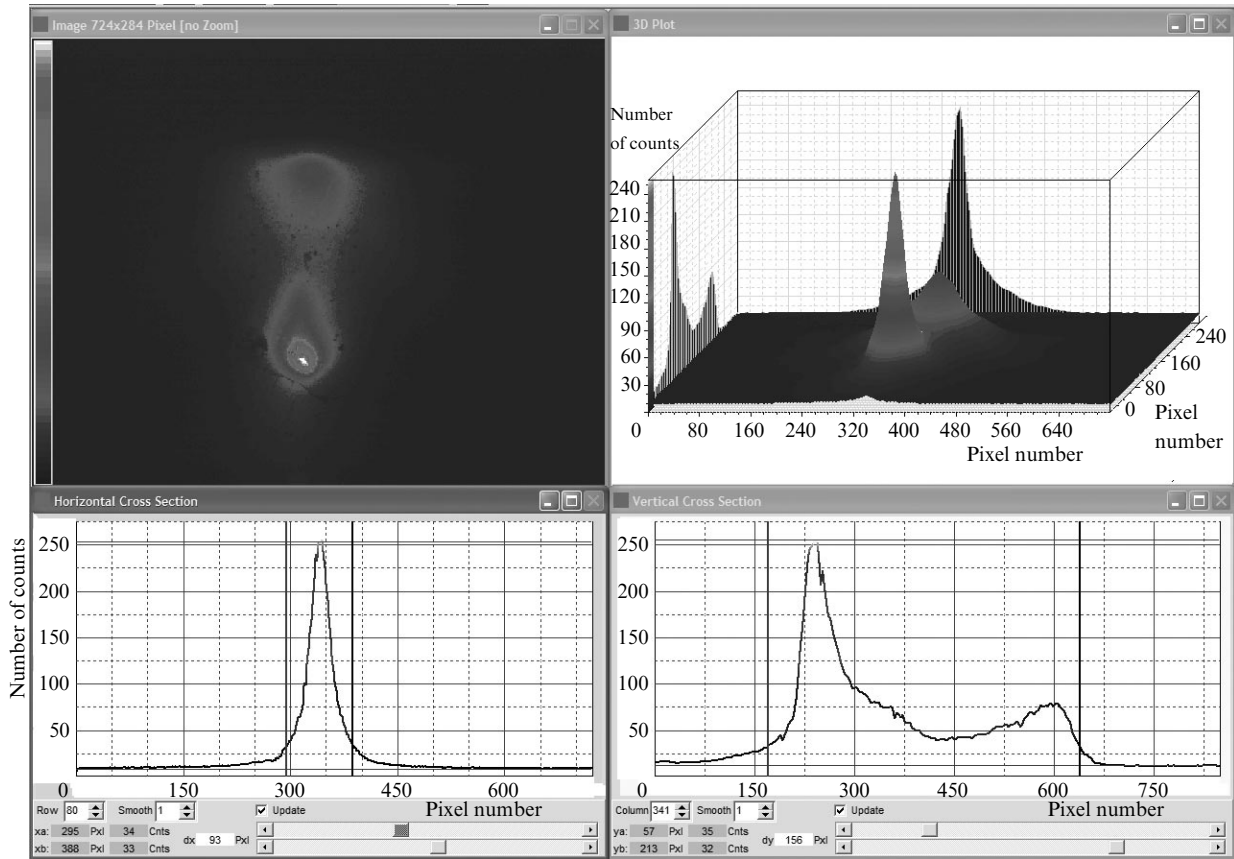 Image 724x284 Pixel [no Zoom]
3D Plot
Number
of counts
240
210
180
150
120
90
60
30
0
0 80 160 240 320 400 480 560 640
Pixel number
0
80
160
240
Pixel
number
Horizontal Cross Section
Number of counts
250
200
150
100
50
0 150 300 450 600
Pixel number
Row 80 Smooth 1 Update
xa: 295 Pxl 34 Cnts
xb: 388 Pxl 33 Cnts
dx 93 Pxl
Vertical Cross Section
250
200
150
100
50
0 150 300 450 600 750
Pixel number
Column 341 Smooth 1 Update
ya: 57 Pxl 35 Cnts
yb: 213 Pxl 32 Cnts
dy 156 Pxl